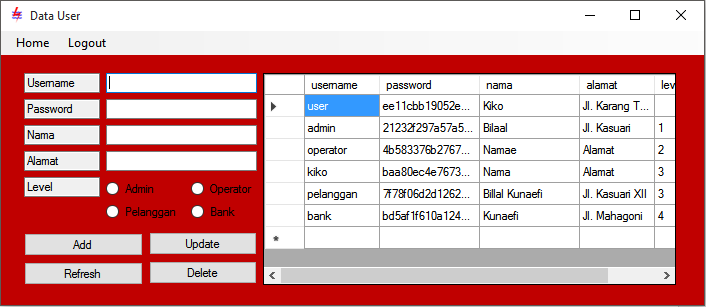 Data User
Home Logout
Username
Password
Nama
Alamat
Level
Admin Operator
Pelanggan Bank
Add Update
Refresh Delete
username password nama alamat lev
user ee11cbb19052e... Kiko Jl. Karang T...
admin 21232f297a57a5... Bilaal Jl. Kasuari 1
operator 4b583376b2767... Namae Alamat 2
kiko baa80ec4e7673... Nama Alamat 3
pelanggan 7f78f06d2d1262... Billal Kunaefi Jl. Kasuari XII 3
bank bd5af1f610a124... Kunaefi Jl. Mahagoni 4
*